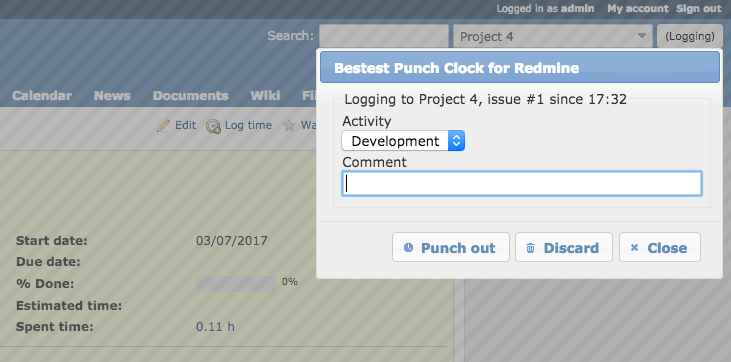 Logged in as admin My account Sign out
Search: Project 4 (Logging)
Bestest Punch Clock for Redmine
Calendar News Documents Wiki
Logging to Project 4, issue #1 since 17:32
Edit Log time
Activity
Development
Comment
Start date: 03/07/2017
Due date:
% Done: 0%
Estimated time:
Spent time: 0.11 h
Punch out Discard Close